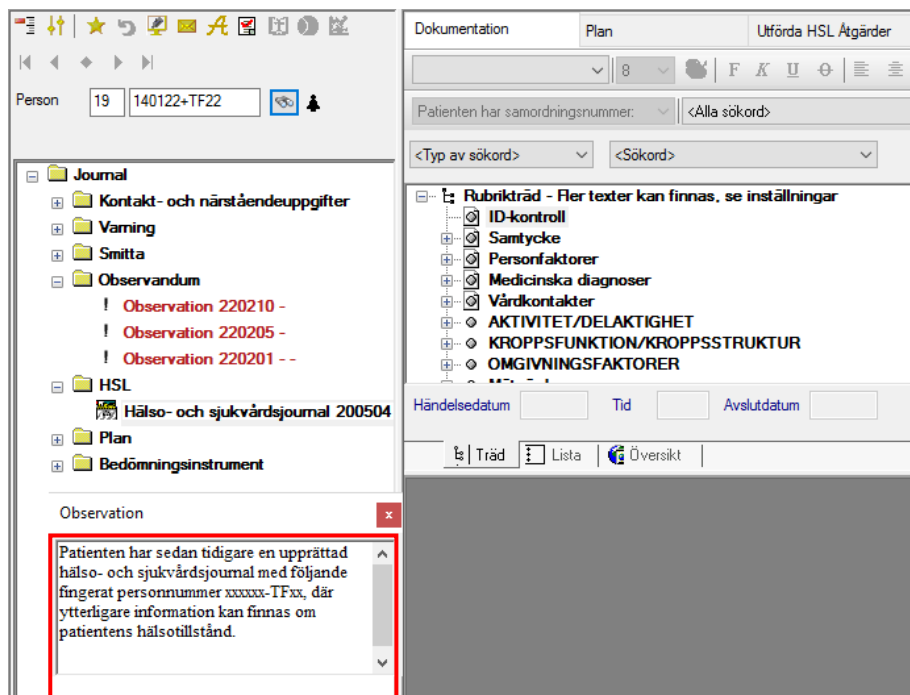 Person 19 140122+TF22
Journal
Kontakt- och närståendeuppgifter
Varning
Smitta
Observandum
! Observation 220210 -
! Observation 220205 -
! Observation 220201 - -
HSL
Hälso- och sjukvårdsjournal 200504
Plan
Bedömningsinstrument
Observation x
Patienten har sedan tidigare en upprättad
hälso- och sjukvårdsjournal med följande
fingerat personnummer xxxxxx-TFxx, där
ytterligare information kan finnas om
patientens hälsotillstånd.
Dokumentation Plan Utförda HSL Åtgärder
8 F K U
Patienten har samordningsnummer: <Alla sökord>
<Typ av sökord> <Sökord>
Rubrikträd - Fler texter kan finnas, se inställningar
ID-kontroll
Samtycke
Personfaktorer
Medicinska diagnoser
Vårdkontakter
AKTIVITET/DELAKTIGHET
KROPPSFUNKTION/KROPPSSTRUKTUR
OMGIVNINGSFAKTORER
Händelsedatum Tid Avslutdatum
Träd Lista Översikt